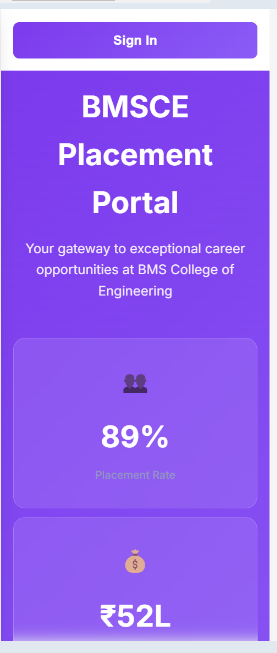 Sign In
BMSCE
Placement
Portal
Your gateway to exceptional career
opportunities at BMS College of
Engineering
89%
Placement Rate
₹52L